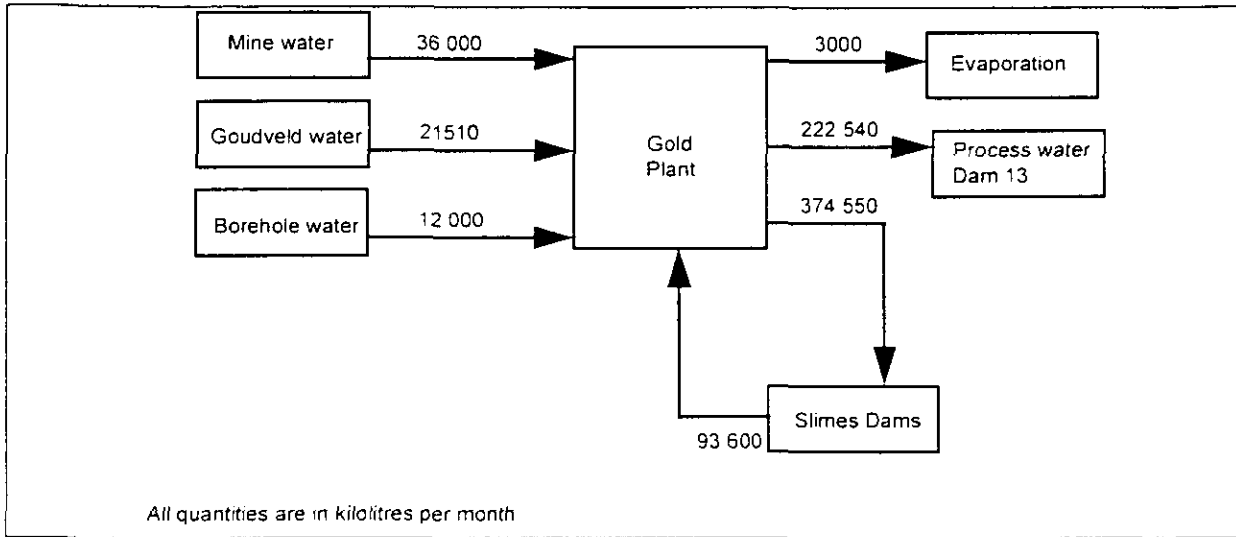 Mine water
36 000
3000
Evaporation
Goudveld water
21510
Gold
Plant
222 540
Process water
Dam 13
Borehole water
12 000
374 550
Slimes Dams
93 600
All quantities are in kilolitres per month